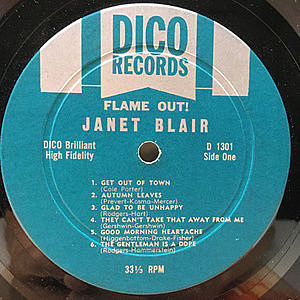 DICO
RECORDS
FLAME OUT!
JANET BLAIR
DICO Brilliant
High Fidelity
D 1301
Side One
1. GET OUT OF TOWN
(Cole Porter)
2. AUTUMN LEAVES
(Prevert-Kosma-Mercer)
3. GLAD TO BE UNHAPPY
(Rodgers-Hart)
4. THEY CAN'T TAKE THAT AWAY FROM ME
(Gershwin-Gershwin)
5. GOOD MORNING HEARTACHE
(Higgenbottom-Drake-Fisher)
6. THE GENTLEMAN IS A DOPE
(Rodgers-Hammerstein)
33⅓ RPM